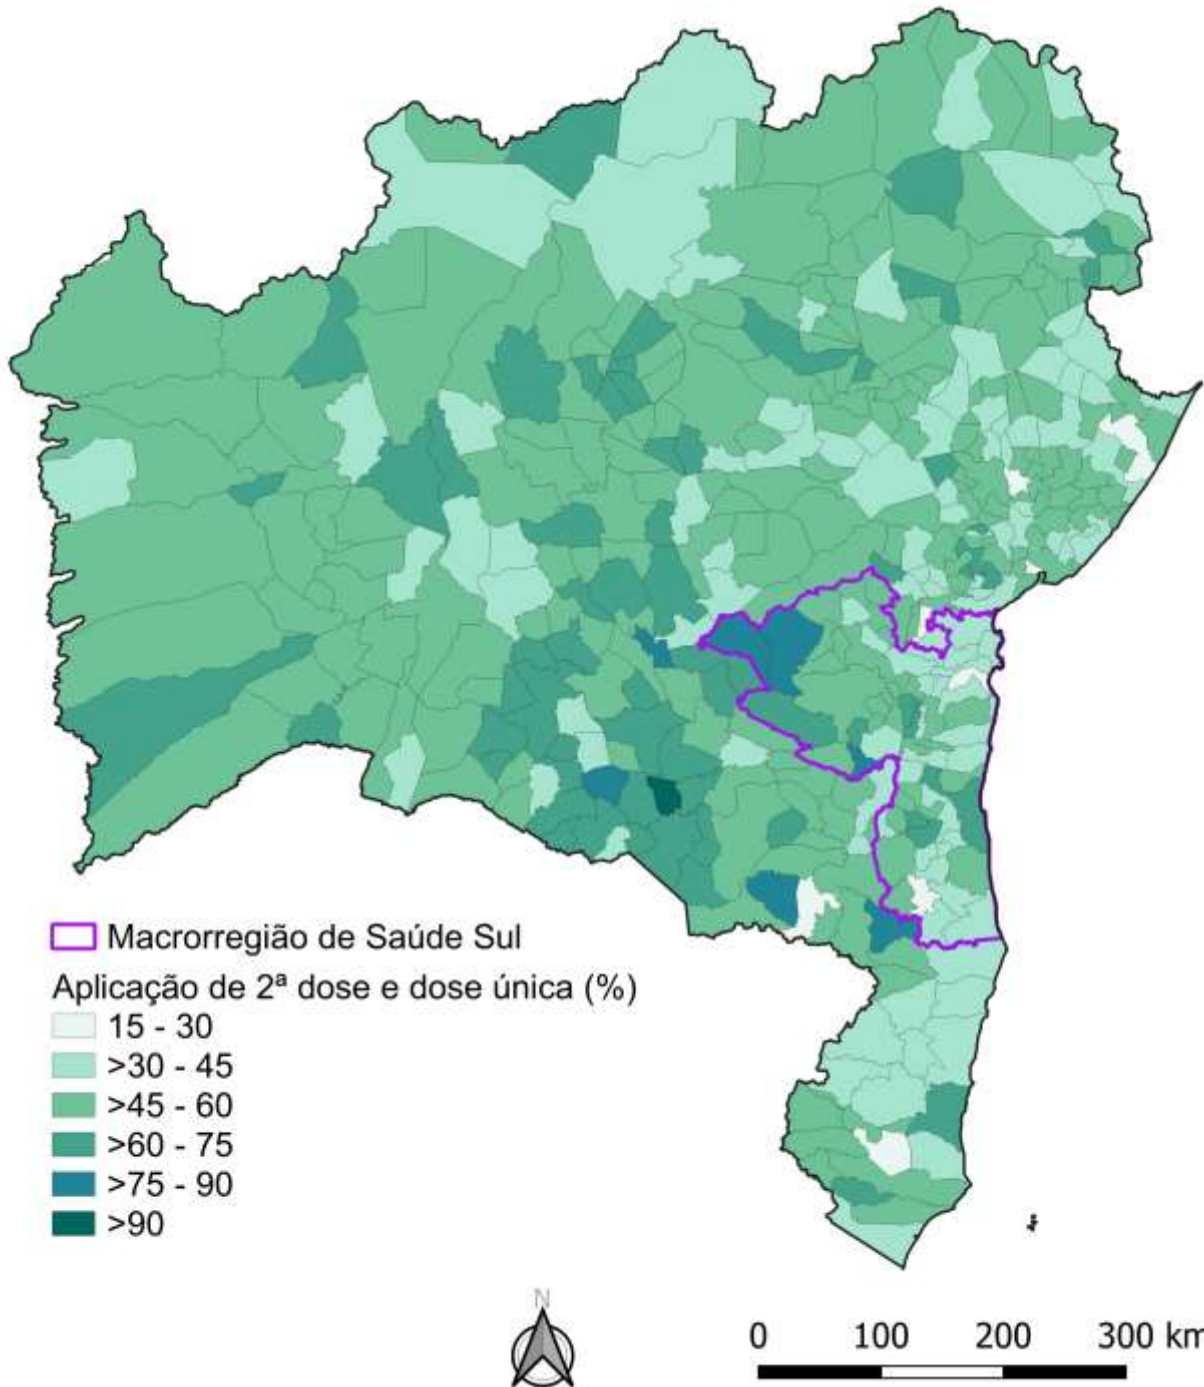 Macrorregião de Saúde Sul
Aplicação de 2ª dose e dose única (%)
15 - 30
>30 - 45
>45 - 60
>60 - 75
>75 - 90
>90
N
0 100 200 300 km